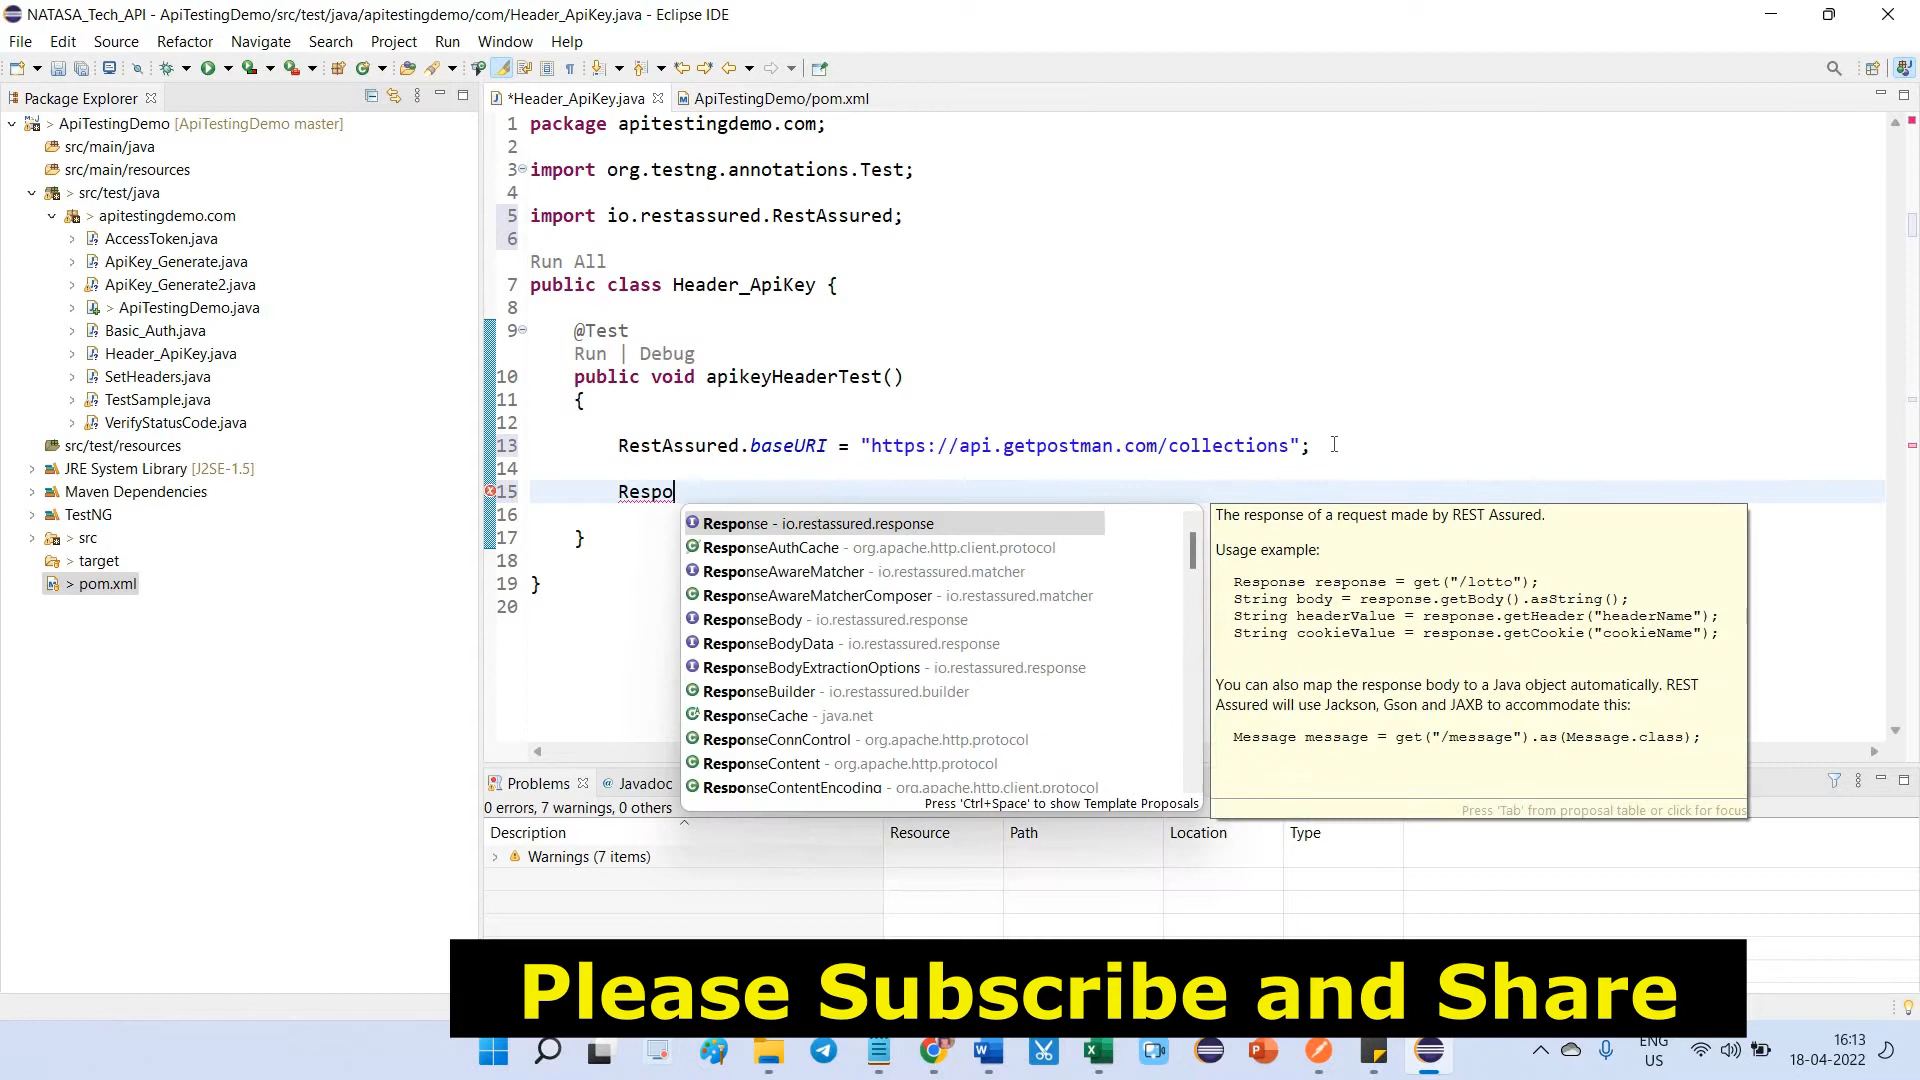 NATASA_Tech_API - ApiTestingDemo/src/test/java/apitestingdemo/com/Header_ApiKey.java - Eclipse IDE
File Edit Source Refactor Navigate Search Project Run Window Help
Package Explorer
*Header_ApiKey.java
ApiTestingDemo/pom.xml
> ApiTestingDemo [ApiTestingDemo master]
src/main/java
src/main/resources
> src/test/java
> apitestingdemo.com
AccessToken.java
ApiKey_Generate.java
ApiKey_Generate2.java
> ApiTestingDemo.java
Basic_Auth.java
Header_ApiKey.java
SetHeaders.java
TestSample.java
VerifyStatusCode.java
src/test/resources
JRE System Library [J2SE-1.5]
Maven Dependencies
TestNG
> src
> target
> pom.xml
1 package apitestingdemo.com;
2
3 import org.testng.annotations.Test;
4
5 import io.restassured.RestAssured;
6
Run All
7 public class Header_ApiKey {
8
9 @Test
Run | Debug
10 public void apikeyHeaderTest()
11 {
12
13 RestAssured.baseURI = "https://api.getpostman.com/collections";
14
15 Respo
16
17 }
18
19 }
20
Response - io.restassured.response
ResponseAuthCache - org.apache.http.client.protocol
ResponseAwareMatcher - io.restassured.matcher
ResponseAwareMatcherComposer - io.restassured.matcher
ResponseBody - io.restassured.response
ResponseBodyData - io.restassured.response
ResponseBodyExtractionOptions - io.restassured.response
ResponseBuilder - io.restassured.builder
ResponseCache - java.net
ResponseConnControl - org.apache.http.protocol
ResponseContent - org.apache.http.protocol
ResponseContentEncoding - org.apache.http.client.protocol
Press 'Ctrl+Space' to show Template Proposals
The response of a request made by REST Assured.
Usage example:
Response response = get("/lotto");
String body = response.getBody().asString();
String headerValue = response.getHeader("headerName");
String cookieValue = response.getCookie("cookieName");
You can also map the response body to a Java object automatically. REST
Assured will use Jackson, Gson and JAXB to accommodate this:
Message message = get("/message").as(Message.class);
Press 'Tab' from proposal table or click for focus
Problems
@ Javadoc
0 errors, 7 warnings, 0 others
Description Resource Path Location Type
Warnings (7 items)
Please Subscribe and Share
ENG
US
16:13
18-04-2022